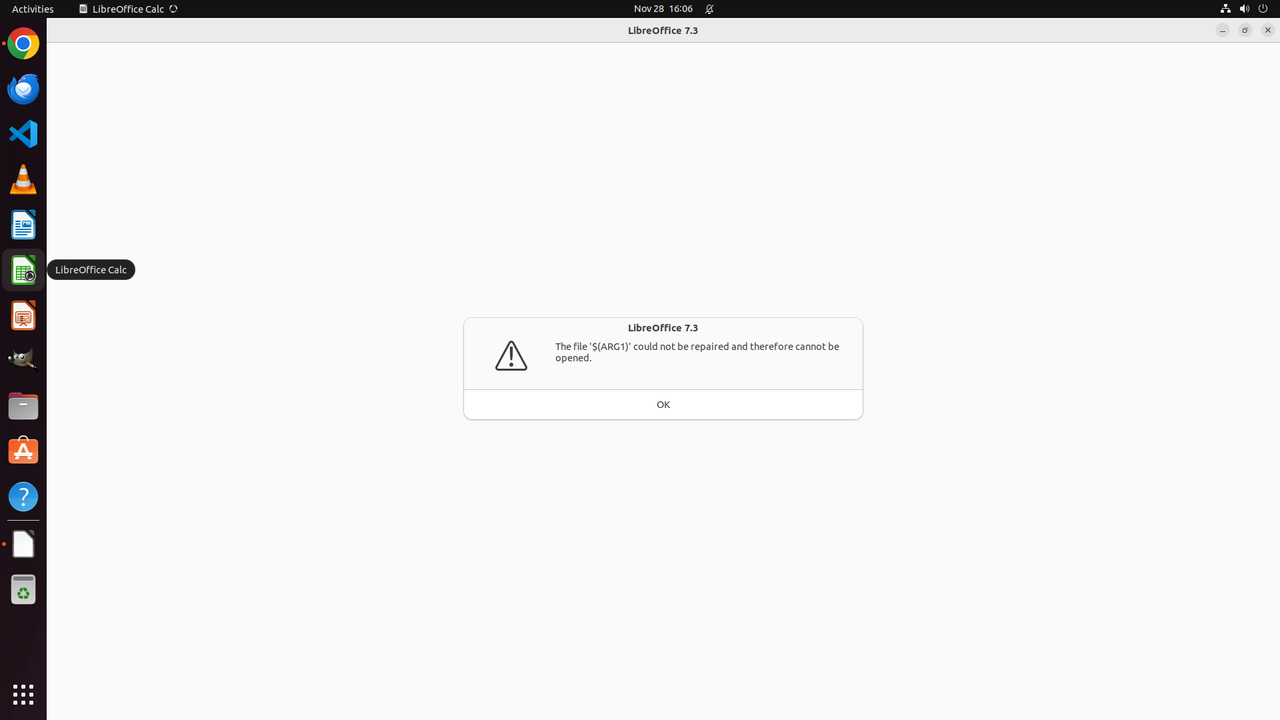 Activities
LibreOffice Calc
Nov 28 16:06
LibreOffice 7.3
LibreOffice Calc
LibreOffice 7.3
The file '$(ARG1)' could not be repaired and therefore cannot be
opened.
OK